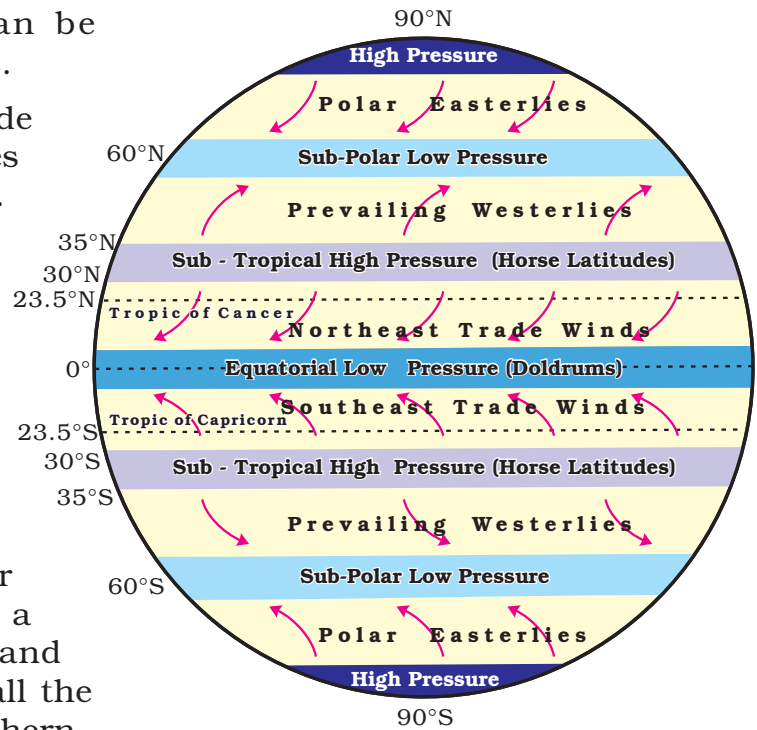 an be
de
es
r
a
and
all the
hern
90°N
High Pressure
Polar Easterlies
60°N
Sub-Polar Low Pressure
Prevailing Westerlies
35°N
Sub - Tropical High Pressure (Horse Latitudes)
30°N
23.5°N
Tropic of Cancer
Northeast Trade Winds
0°
Equatorial Low Pressure (Doldrums)
Southeast Trade Winds
Tropic of Capricorn
23.5°S
30°S
Sub - Tropical High Pressure (Horse Latitudes)
35°S
Prevailing Westerlies
60°S
Sub-Polar Low Pressure
Polar Easterlies
High Pressure
90°S